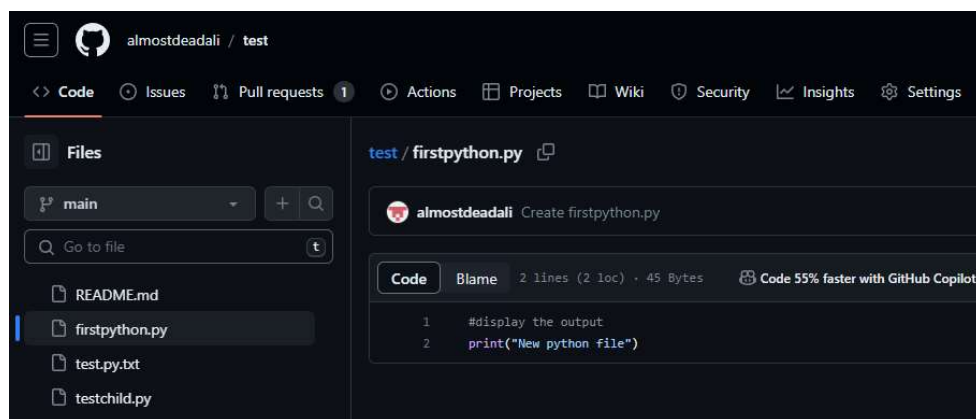 almostdeadali / test
<> Code Issues Pull requests 1 Actions Projects Wiki Security Insights Settings
Files
main
Go to file t
README.md
firstpython.py
test.py.txt
testchild.py
test / firstpython.py
almostdeadali Create firstpython.py
Code Blame 2 lines (2 loc) · 45 Bytes Code 55% faster with GitHub Copilot
1 #display the output
2 print("New python file")